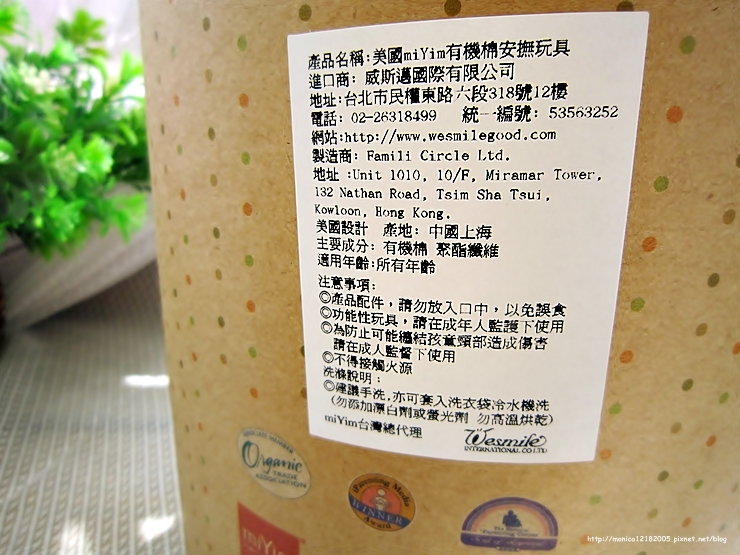 產品名稱:美國miYim有機棉安撫玩具
進口商: 威斯邁國際有限公司
地址:台北市民權東路六段318號12樓
電話: 02-26318499 統一編號: 53563252
網站:http://www.wesmilegood.com
製造商: Famili Circle Ltd.
地址 :Unit 1010, 10/F, Miramar Tower,
132 Nathan Road, Tsim Sha Tsui,
Kowloon, Hong Kong.
美國設計 產地: 中國上海
主要成分: 有機棉 聚酯纖維
適用年齡:所有年齡
注意事項:
◎產品配件，請勿放入口中，以免誤食
◎功能性玩具，請在成年人監護下使用
◎為防止可能纏結孩童頸部造成傷害
請在成人監督下使用
◎不得接觸火源
洗滌說明：
◎建議手洗,亦可套入洗衣袋冷水機洗
(勿添加漂白劑或螢光劑 勿高溫烘乾)
miYim台灣總代理
Wesmile
INTERNATIONAL CO LTD
Organic
TRADE
ASSOCIATION
iParenting Media
WINNER
Award
miYim
http://monico12182005.pixnet.net/blog